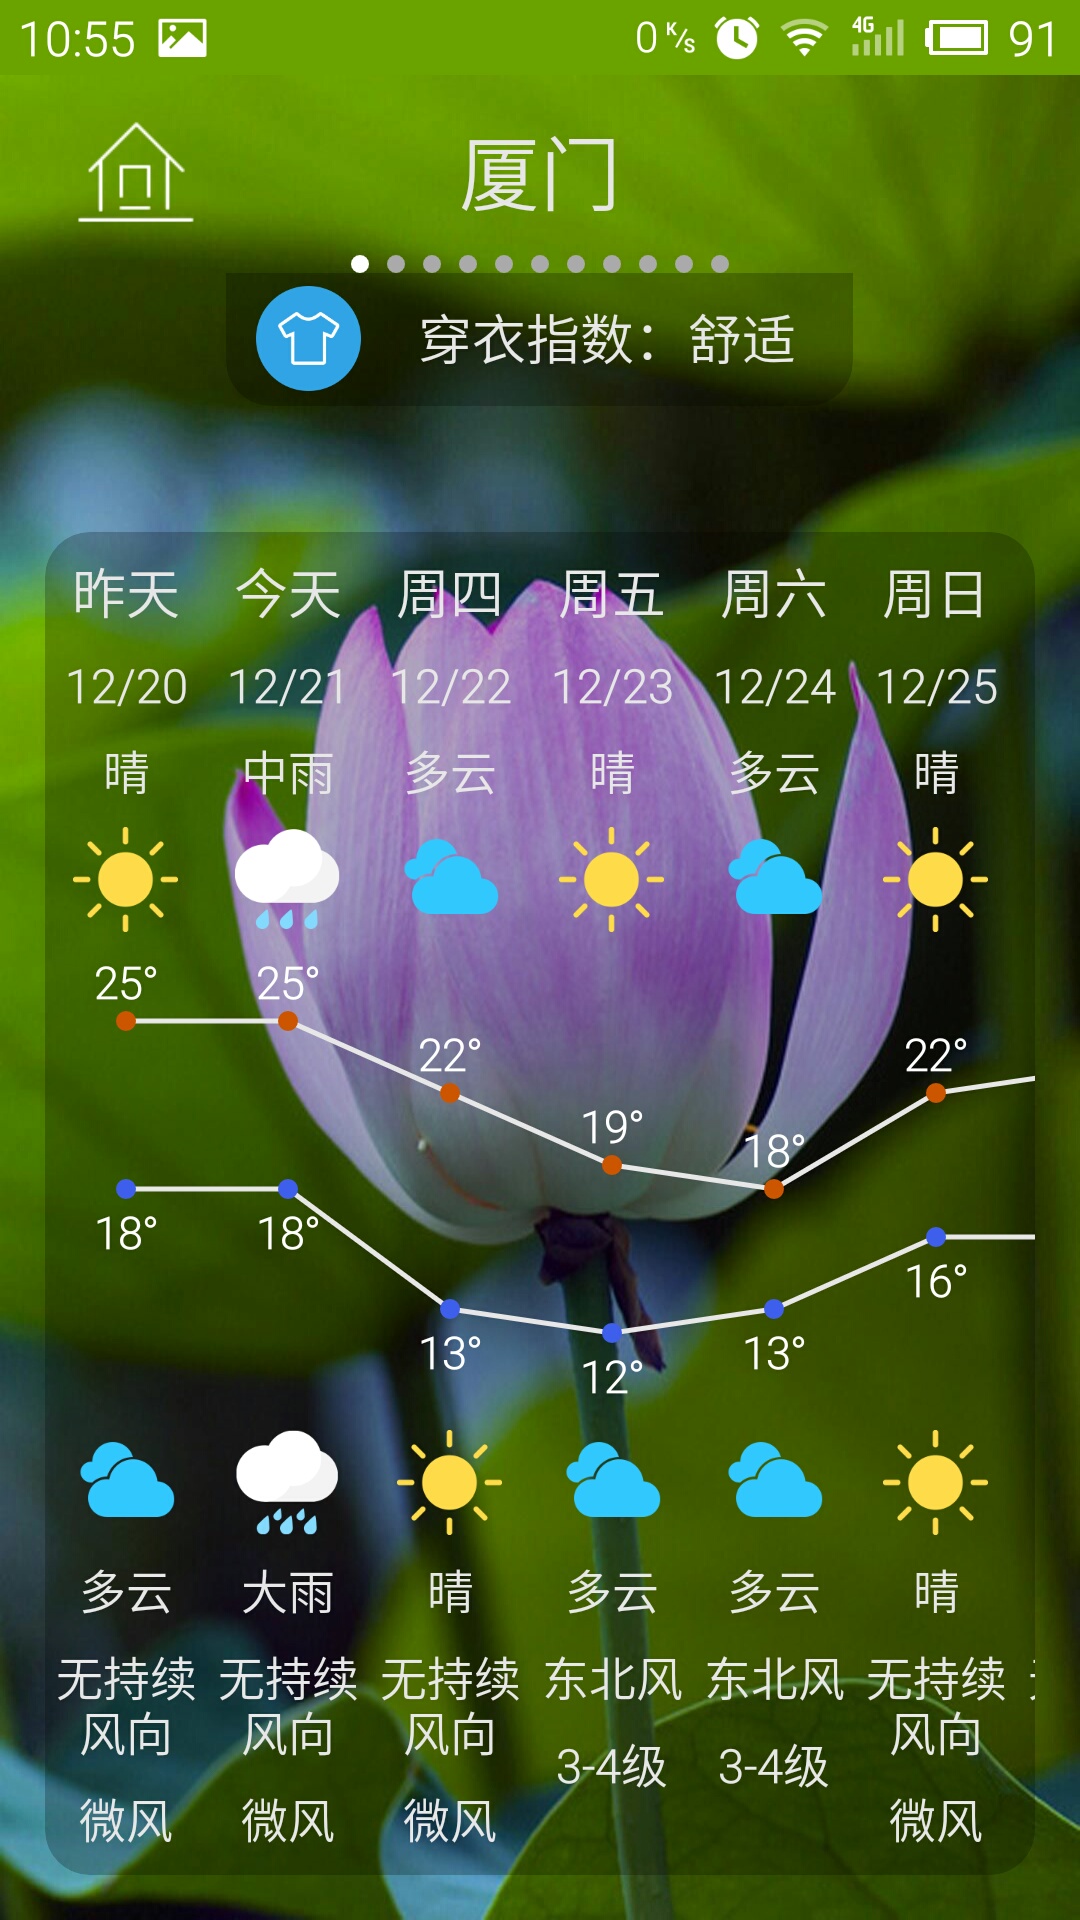 10:55 0 K/s 4G 91
厦门
穿衣指数：舒适
昨天 今天 周四 周五 周六 周日
12/20 12/21 12/22 12/23 12/24 12/25
晴 中雨 多云 晴 多云 晴
25° 25° 22° 19° 18° 22°
18° 18° 13° 12° 13° 16°
多云 大雨 晴 多云 多云 晴
无持续风向 无持续风向 无持续风向 东北风 东北风 无持续风向
微风 微风 微风 3-4级 3-4级 微风